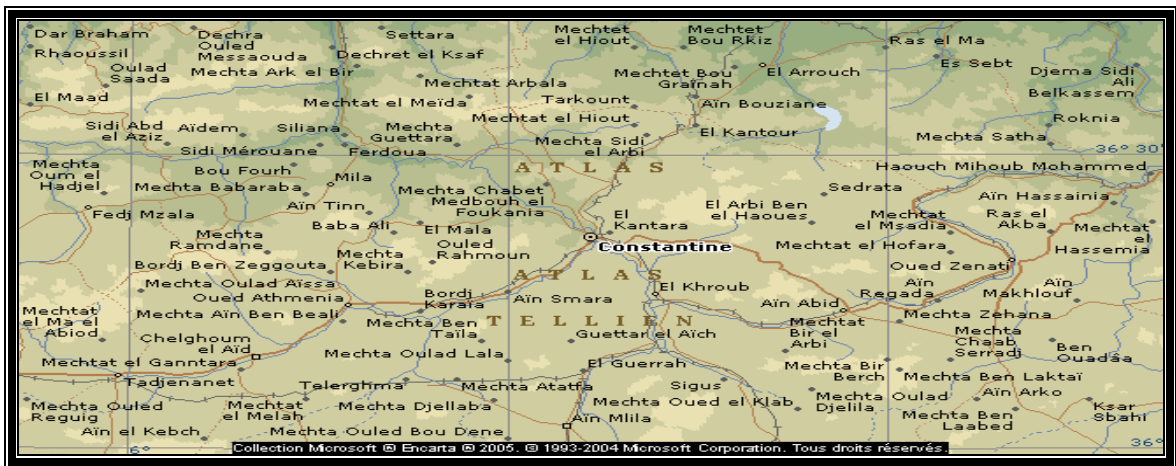 Dar Braham
Dechra
Ouled
Messaouda
Settara
Mechtet
el Hiout
Mechtet
Bou Rkiz
Ras el Ma
Rhaoussil
Dechret el Ksaf
Es Sebt
Oulad
Saada
Mechta Ark el Bir
Mechtat Arbala
Mechtet Bou
Graïnah
El Arrouch
Djema Sidi
Ali
Belkassem
El Maad
Mechtat el Meïda
Tarkount
Aïn Bouziane
Mechtat el Hiout
Roknia
Sidi Abd
el Aziz
Aïdem
Siliana
Mechta
Guettara
Mechta Sidi
el Arbi
El Kantour
Mechta Satha
Sidi Mérouane
Ferdoua
36° 30'
Mechta
Oum el
Hadjel
Bou Fourh
Mila
ATLAS
Haouch Mihoub Mohammed
Mechta Babaraba
Mechta Chabet
Medbouh el
Foukania
Sedrata
Aïn Hassainia
Fedj Mzala
Aïn Tinn
El
Kantara
El Arbi Ben
el Haoues
Mechtat
el Msadia
Ras el
Akba
Mechtat
el
Hassemia
Baba Ali
El Mala
Mechta
Ramdane
Ouled
Rahmoun
Constantine
Mechtat el Hofara
Mechta
Kebira
Bordj Ben Zeggouta
Oued Zenati
ATLAS
Mechta Oulad Aïssa
El Khroub
Aïn
Regada
Aïn
Makhlouf
Oued Athmenia
Bordj
Karaïa
Aïn Smara
Aïn Abid
Mechtat
el Ma el
Abiod
Mechta Aïn Ben Beali
Mechta Ben
Taïla
TELLIEN
Mechtat
Bir el
Arbi
Mechta Zehana
Chelghoum
el Aïd
Guettar el Aïch
Mechta
Chaab
Serradj
Ben
Ouadâa
Mechta Oulad Lala
Mechtat el Ganntara
El Guerrah
Mechta Bir
Berch
Mechta Ben Laktaï
Tadjenanet
Telerghma
Mechta Atatfa
Sigus
Mechta Oulad
Djelila
Aïn Arko
Mechta Ouled
Reguig
Mechtat
el Melah
Mechta Djellaba
Mechta Oued el Klab
Mechta Ben
Laabed
Ksar
Sbahi
Aïn Mlila
Aïn el Kebch
Mechta Ouled Bou Dene
6°
36°
Collection Microsoft ® Encarta ® 2005. © 1993-2004 Microsoft Corporation. Tous droits réservés.